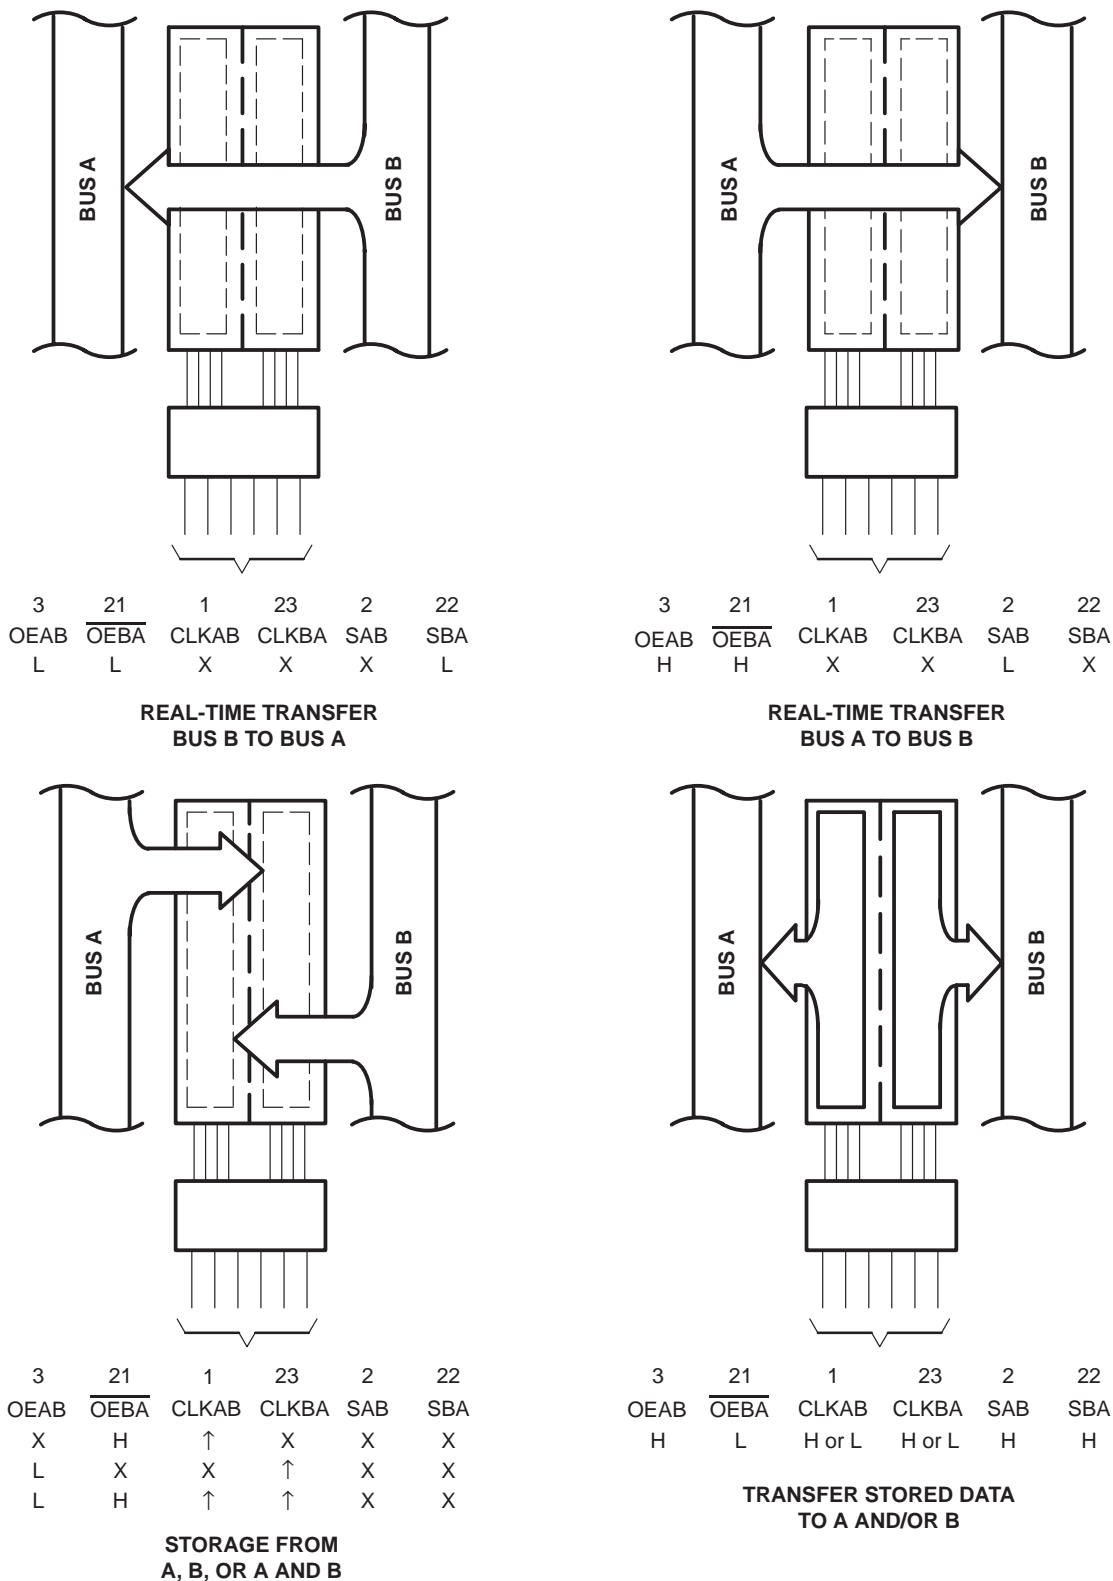 BUS A
BUS B
3 21 1 23 2 22
OEAB OEBA CLKAB CLKBA SAB SBA
L L X X X L
REAL-TIME TRANSFER
BUS B TO BUS A
BUS A
BUS B
3 21 1 23 2 22
OEAB OEBA CLKAB CLKBA SAB SBA
H H X X L X
REAL-TIME TRANSFER
BUS A TO BUS B
BUS A
BUS B
3 21 1 23 2 22
OEAB OEBA CLKAB CLKBA SAB SBA
X H ↑ X X X
L X X ↑ X X
L H ↑ ↑ X X
STORAGE FROM
A, B, OR A AND B
BUS A
BUS B
3 21 1 23 2 22
OEAB OEBA CLKAB CLKBA SAB SBA
H L H or L H or L H H
TRANSFER STORED DATA
TO A AND/OR B